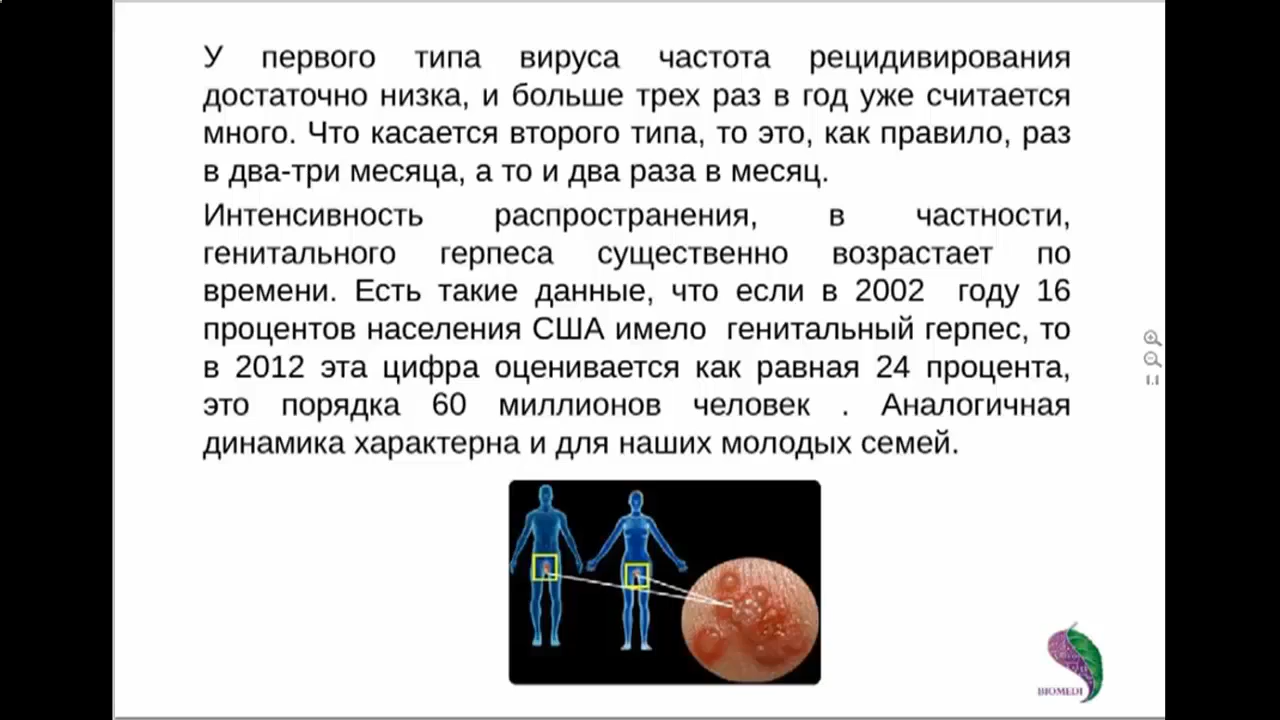 У первого типа вируса частота рецидивирования
достаточно низка, и больше трех раз в год уже считается
много. Что касается второго типа, то это, как правило, раз
в два-три месяца, а то и два раза в месяц.
Интенсивность распространения, в частности,
генитального герпеса существенно возрастает по
времени. Есть такие данные, что если в 2002 году 16
процентов населения США имело генитальный герпес, то
в 2012 эта цифра оценивается как равная 24 процента,
это порядка 60 миллионов человек . Аналогичная
динамика характерна и для наших молодых семей.
1:1
BIOMEDI